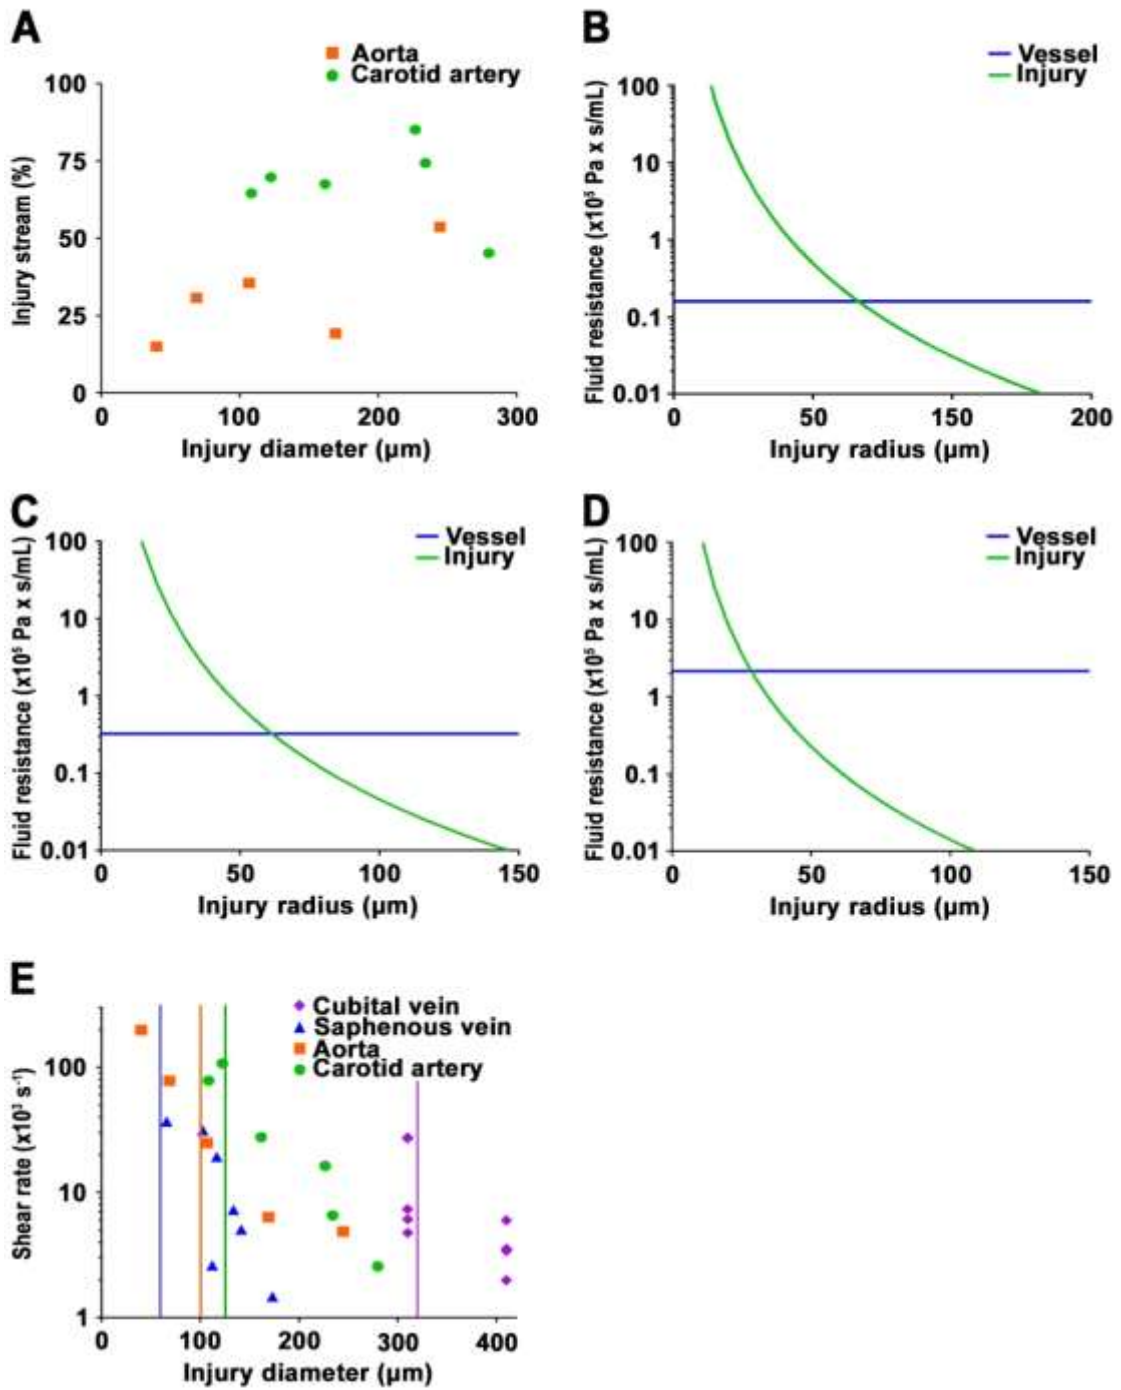 A
Aorta
Carotid artery
100
75
50
25
0
0 100 200 300
Injury stream (%)
Injury diameter (µm)
B
Vessel
Injury
100
10
1
0.1
0.01
0 50 150 200
Fluid resistance (x10⁵ Pa x s/mL)
Injury radius (µm)
C
Vessel
Injury
100
10
1
0.1
0.01
0 50 100 150
Fluid resistance (x10⁵ Pa x s/mL)
Injury radius (µm)
D
Vessel
Injury
100
10
1
0.1
0.01
0 50 100 150
Fluid resistance (x10⁵ Pa x s/mL)
Injury radius (µm)
E
Cubital vein
Saphenous vein
Aorta
Carotid artery
100
10
1
0 100 200 300 400
Shear rate (x10³ s⁻¹)
Injury diameter (µm)